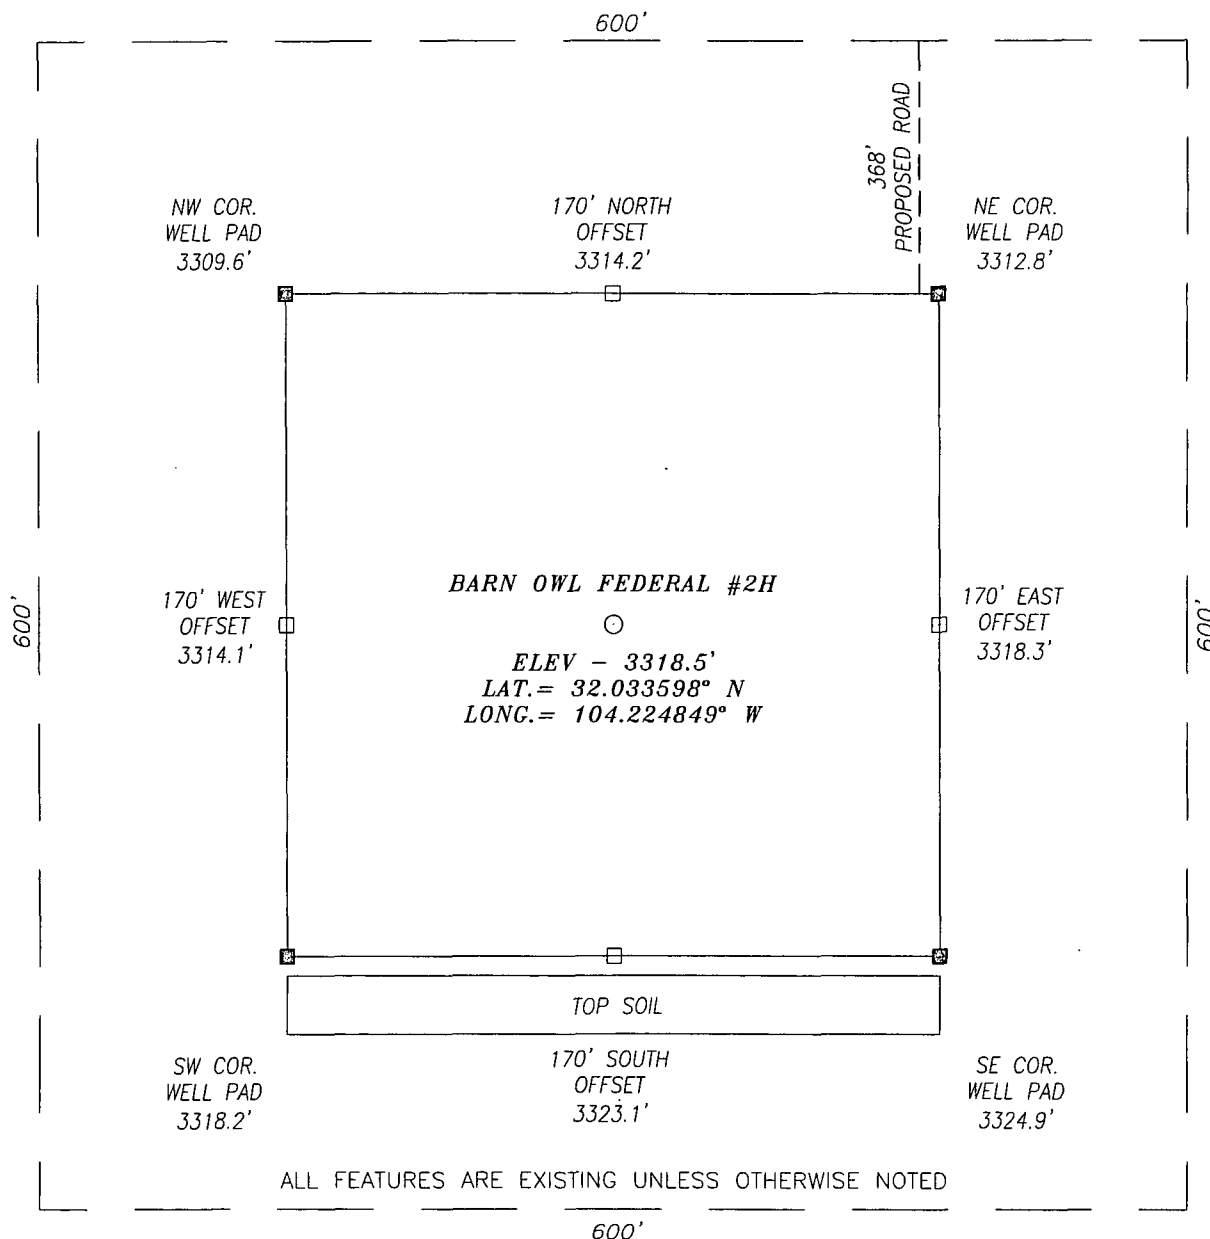 600'
368'
PROPOSED ROAD
NW COR.
WELL PAD
3309.6'
170' NORTH
OFFSET
3314.2'
NE COR.
WELL PAD
3312.8'
600'
170' WEST
OFFSET
3314.1'
BARN OWL FEDERAL #2H
ELEV - 3318.5'
LAT.= 32.033598° N
LONG.= 104.224849° W
170' EAST
OFFSET
3318.3'
600'
TOP SOIL
SW COR.
WELL PAD
3318.2'
170' SOUTH
OFFSET
3323.1'
SE COR.
WELL PAD
3324.9'
ALL FEATURES ARE EXISTING UNLESS OTHERWISE NOTED
600'